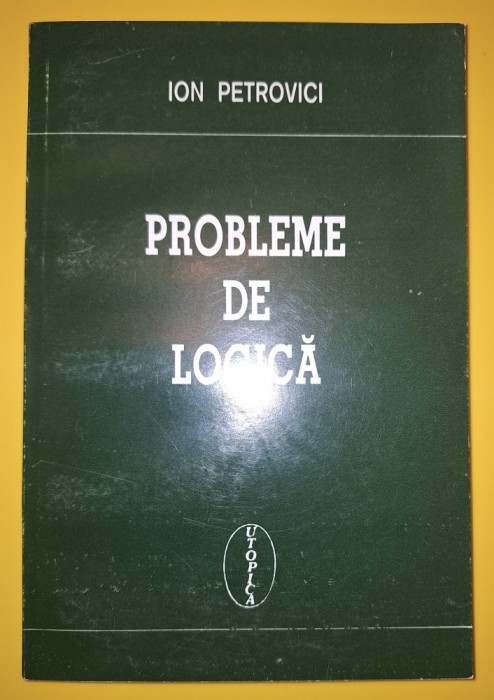 ION PETROVICI
PROBLEME
DE
LOGICĂ
UTOPICA